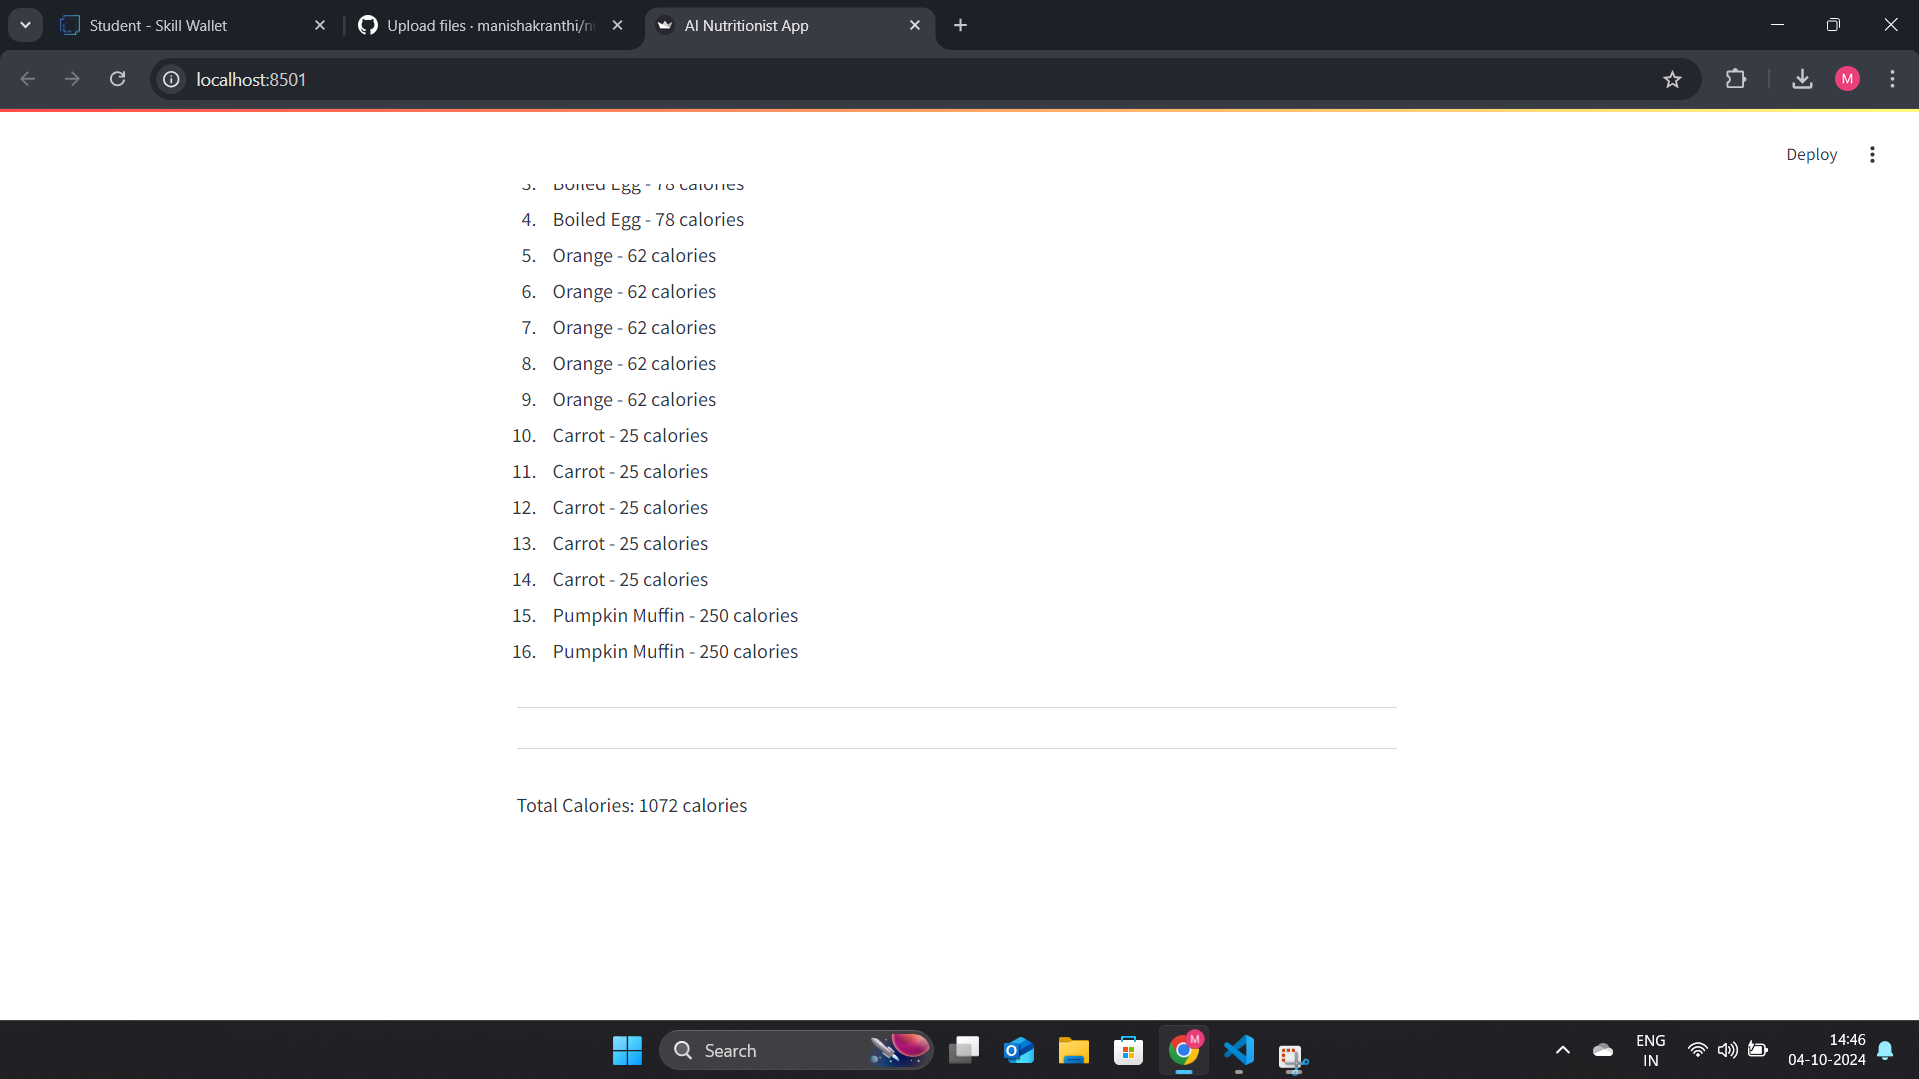 Student - Skill Wallet
Upload files · manishakranthi/n
AI Nutritionist App
localhost:8501
M
Deploy
3. Boiled Egg - 78 calories
4. Boiled Egg - 78 calories
5. Orange - 62 calories
6. Orange - 62 calories
7. Orange - 62 calories
8. Orange - 62 calories
9. Orange - 62 calories
10. Carrot - 25 calories
11. Carrot - 25 calories
12. Carrot - 25 calories
13. Carrot - 25 calories
14. Carrot - 25 calories
15. Pumpkin Muffin - 250 calories
16. Pumpkin Muffin - 250 calories
Total Calories: 1072 calories
Search
M
ENG
IN
14:46
04-10-2024